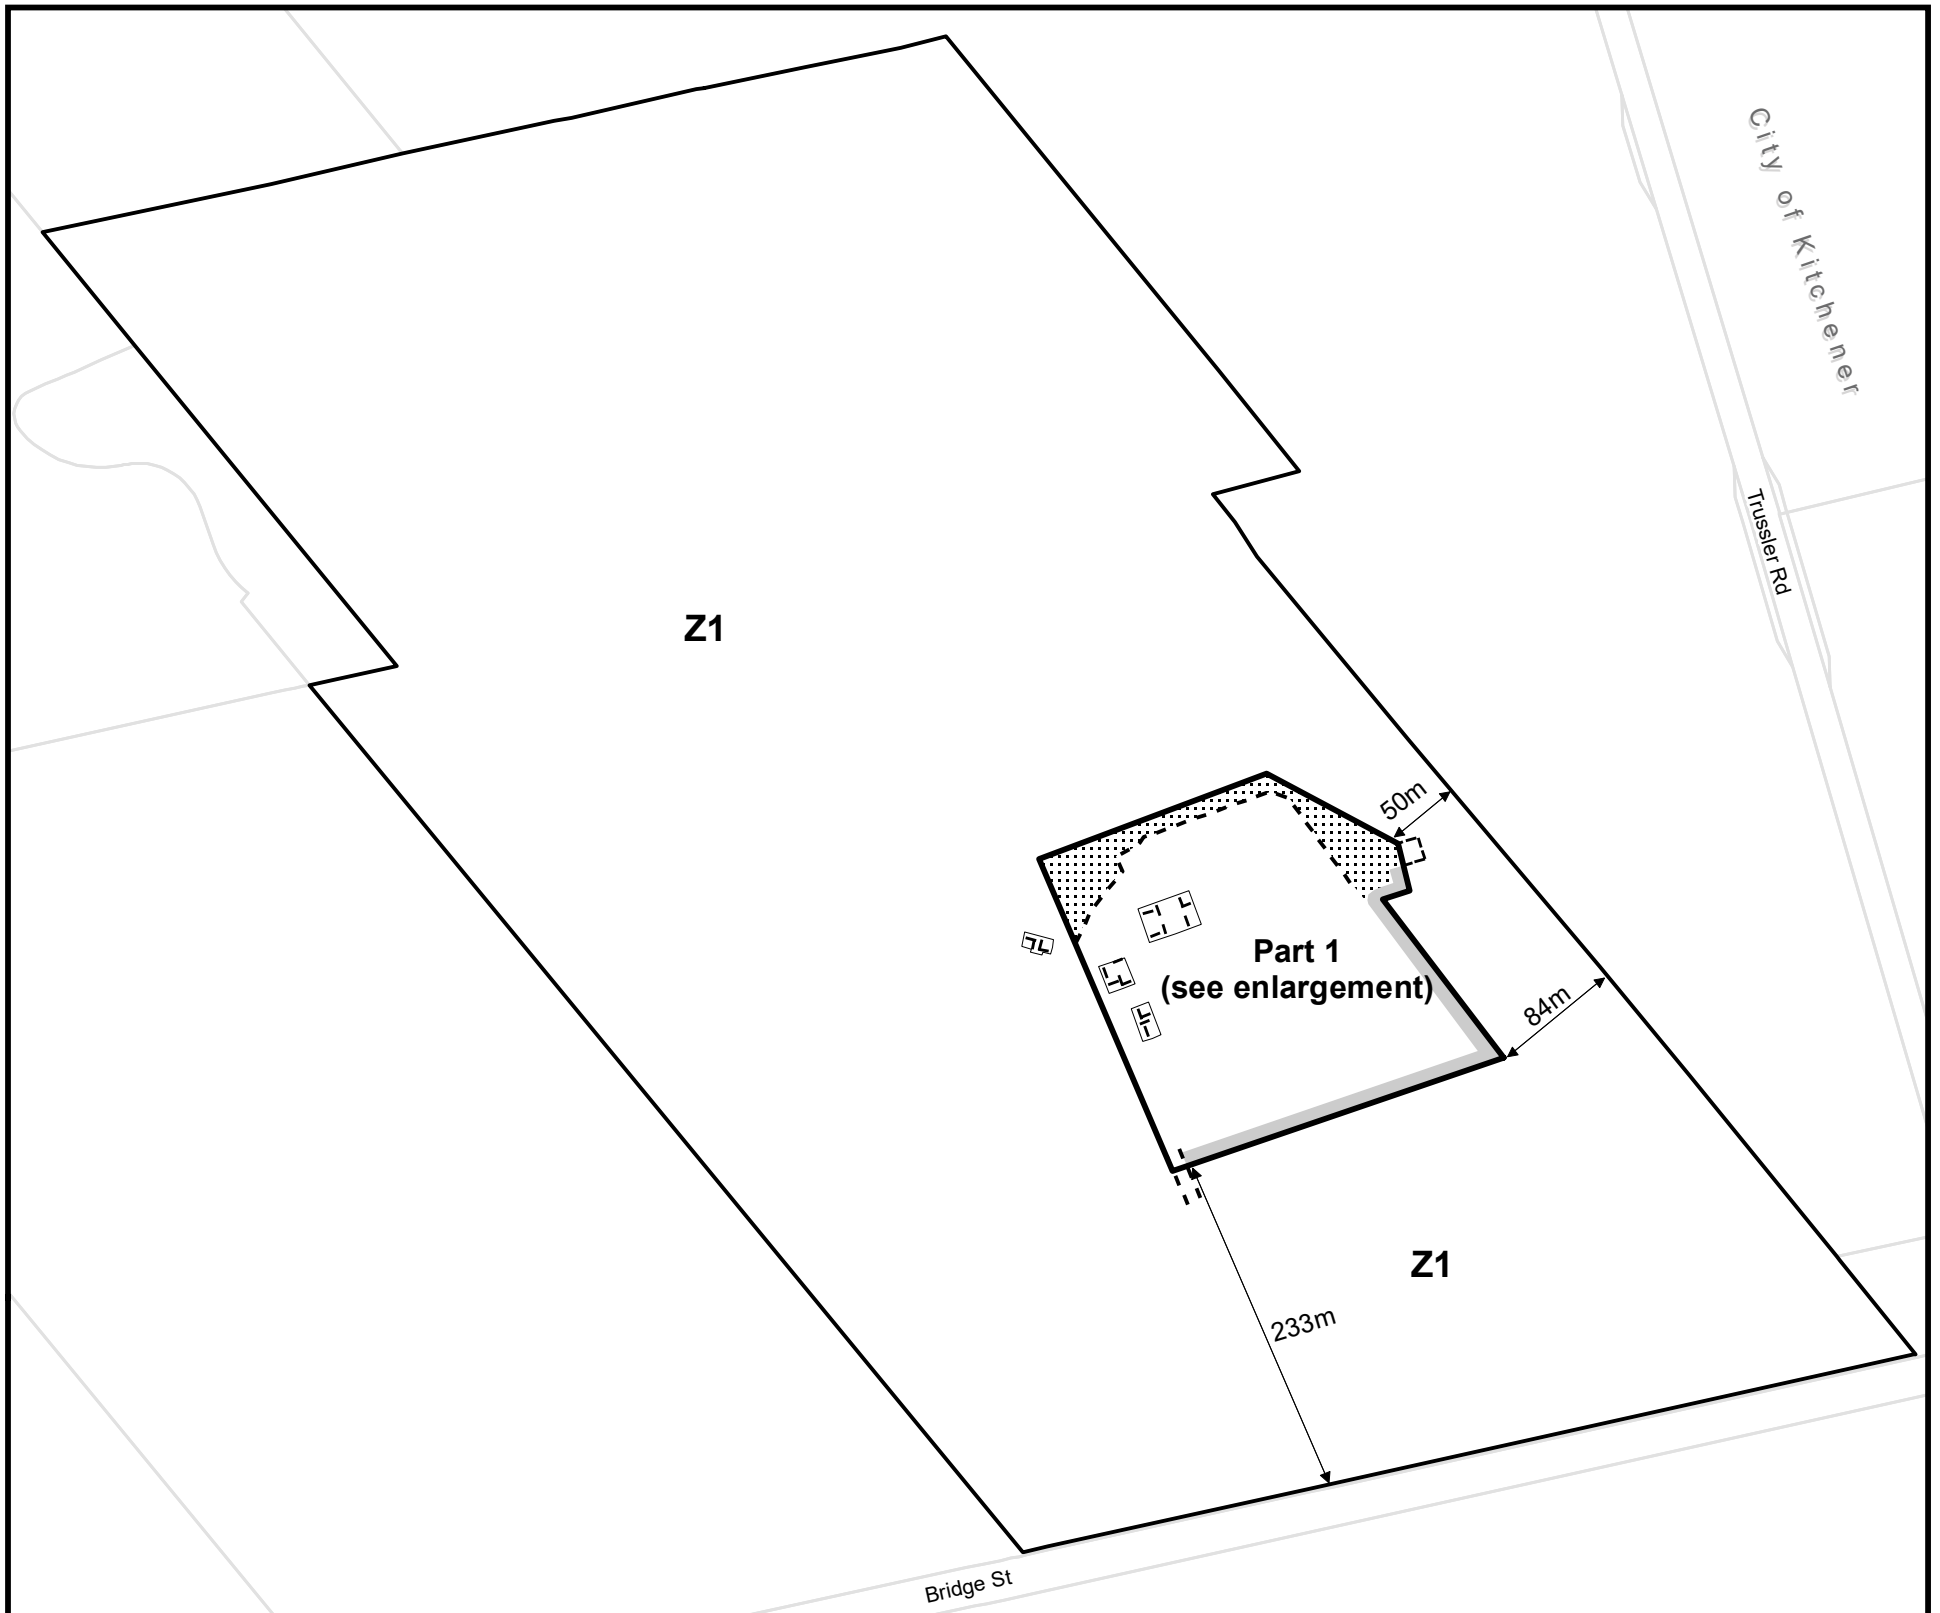 City of Kitchener
Trussler Rd
Z1
50m
Part 1
(see enlargement)
84m
Z1
233m
Bridge St